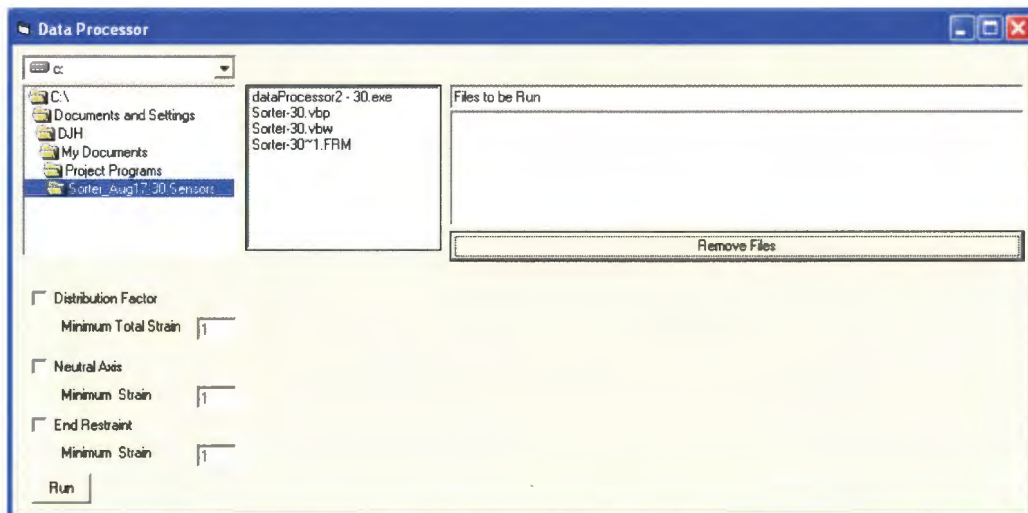 Data Processor
c:
C:\
Documents and Settings
DJH
My Documents
Project Programs
Sorter_Aug17-30 Sensors
dataProcessor2 - 30.exe
Sorter-30.vbp
Sorter-30.vbw
Sorter-30~1.FRM
Files to be Run
Remove Files
Distribution Factor
Minimum Total Strain 1
Neutral Axis
Minimum Strain 1
End Restraint
Minimum Strain 1
Run